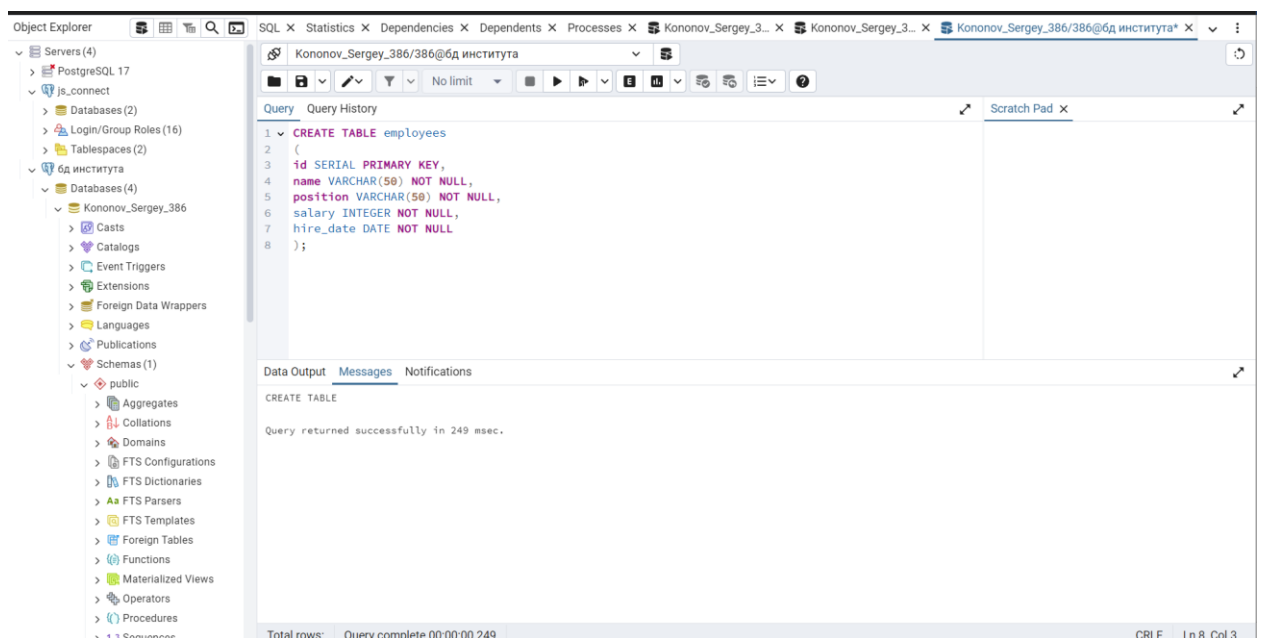 Object Explorer
SQL Statistics Dependencies Dependents Processes Kononov_Sergey_3... Kononov_Sergey_3... Kononov_Sergey_386/386@бд института*
Servers (4)
PostgreSQL 17
js_connect
Databases (2)
Login/Group Roles (16)
Tablespaces (2)
бд института
Databases (4)
Kononov_Sergey_386
Casts
Catalogs
Event Triggers
Extensions
Foreign Data Wrappers
Languages
Publications
Schemas (1)
public
Aggregates
Collations
Domains
FTS Configurations
FTS Dictionaries
Aa FTS Parsers
FTS Templates
Foreign Tables
Functions
Materialized Views
Operators
Procedures
1..3 Sequences
Kononov_Sergey_386/386@бд института
No limit
E
Query Query History
Scratch Pad
1 CREATE TABLE employees
2 (
3 id SERIAL PRIMARY KEY,
4 name VARCHAR(50) NOT NULL,
5 position VARCHAR(50) NOT NULL,
6 salary INTEGER NOT NULL,
7 hire_date DATE NOT NULL
8 );
Data Output Messages Notifications
CREATE TABLE
Query returned successfully in 249 msec.
Total rows: Query complete 00:00:00.249 CRLF Ln 8, Col 3